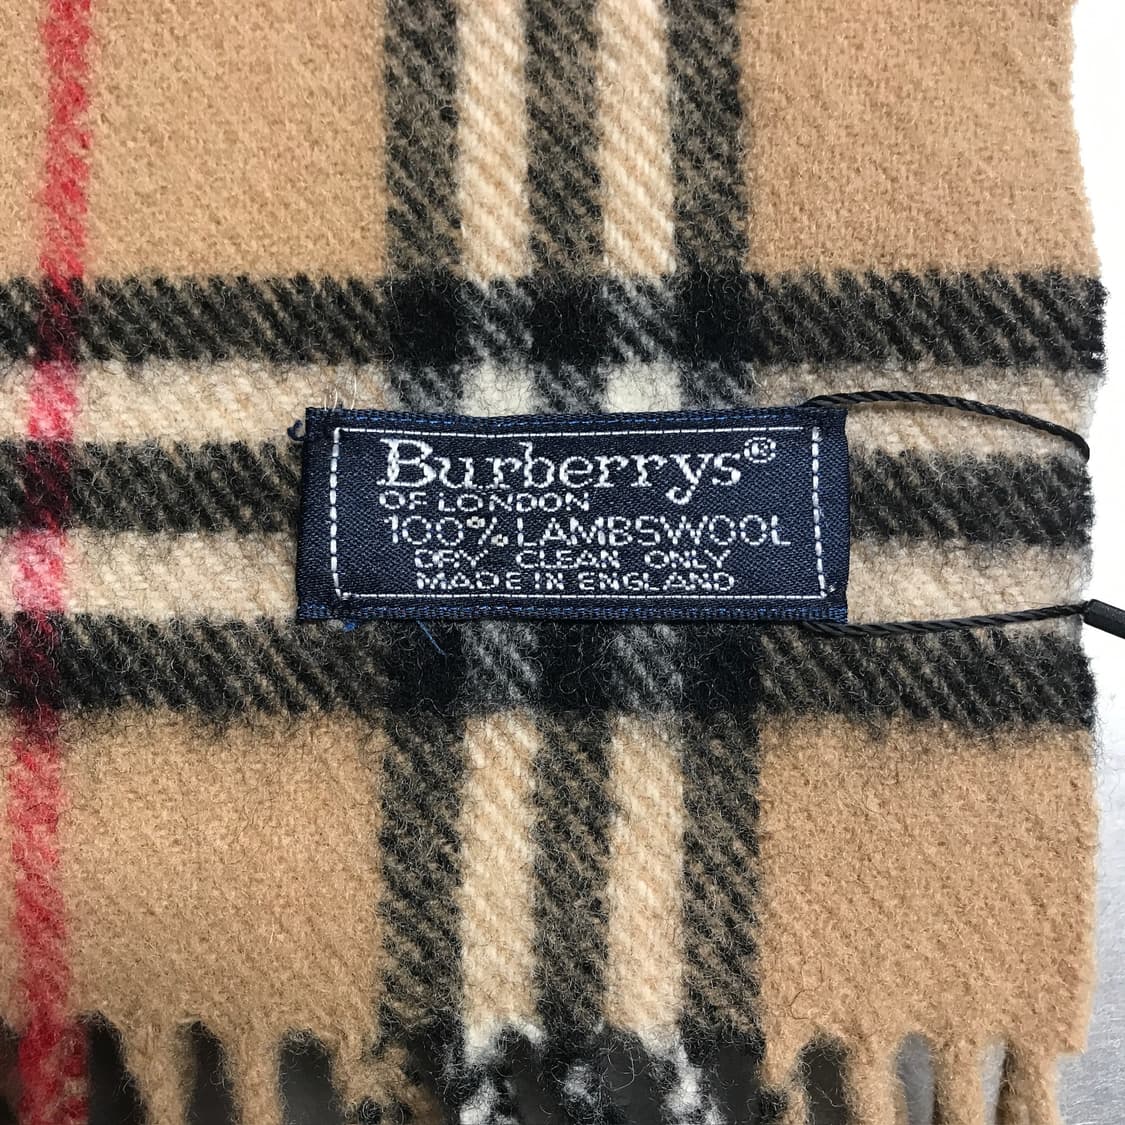 Burberrys®
OF LONDON
100% LAMBSWOOL
DRY CLEAN ONLY
MADE IN ENGLAND